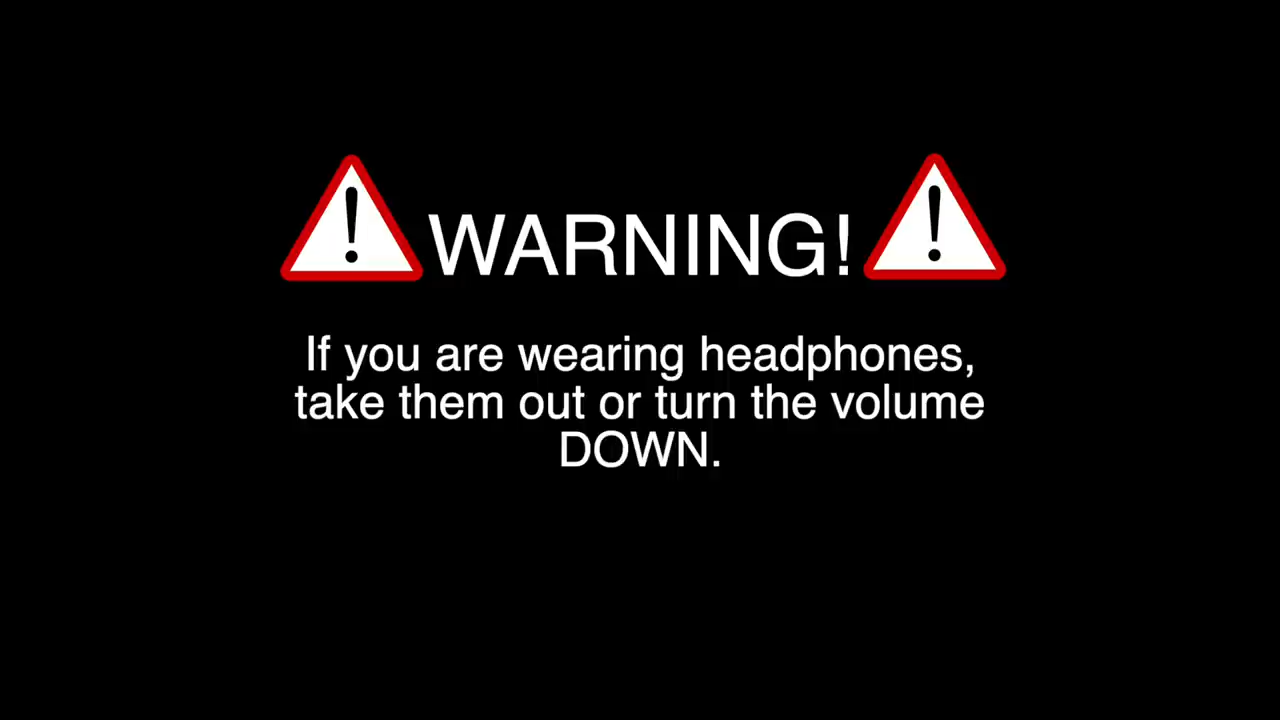 WARNING!
If you are wearing headphones,
take them out or turn the volume
DOWN.